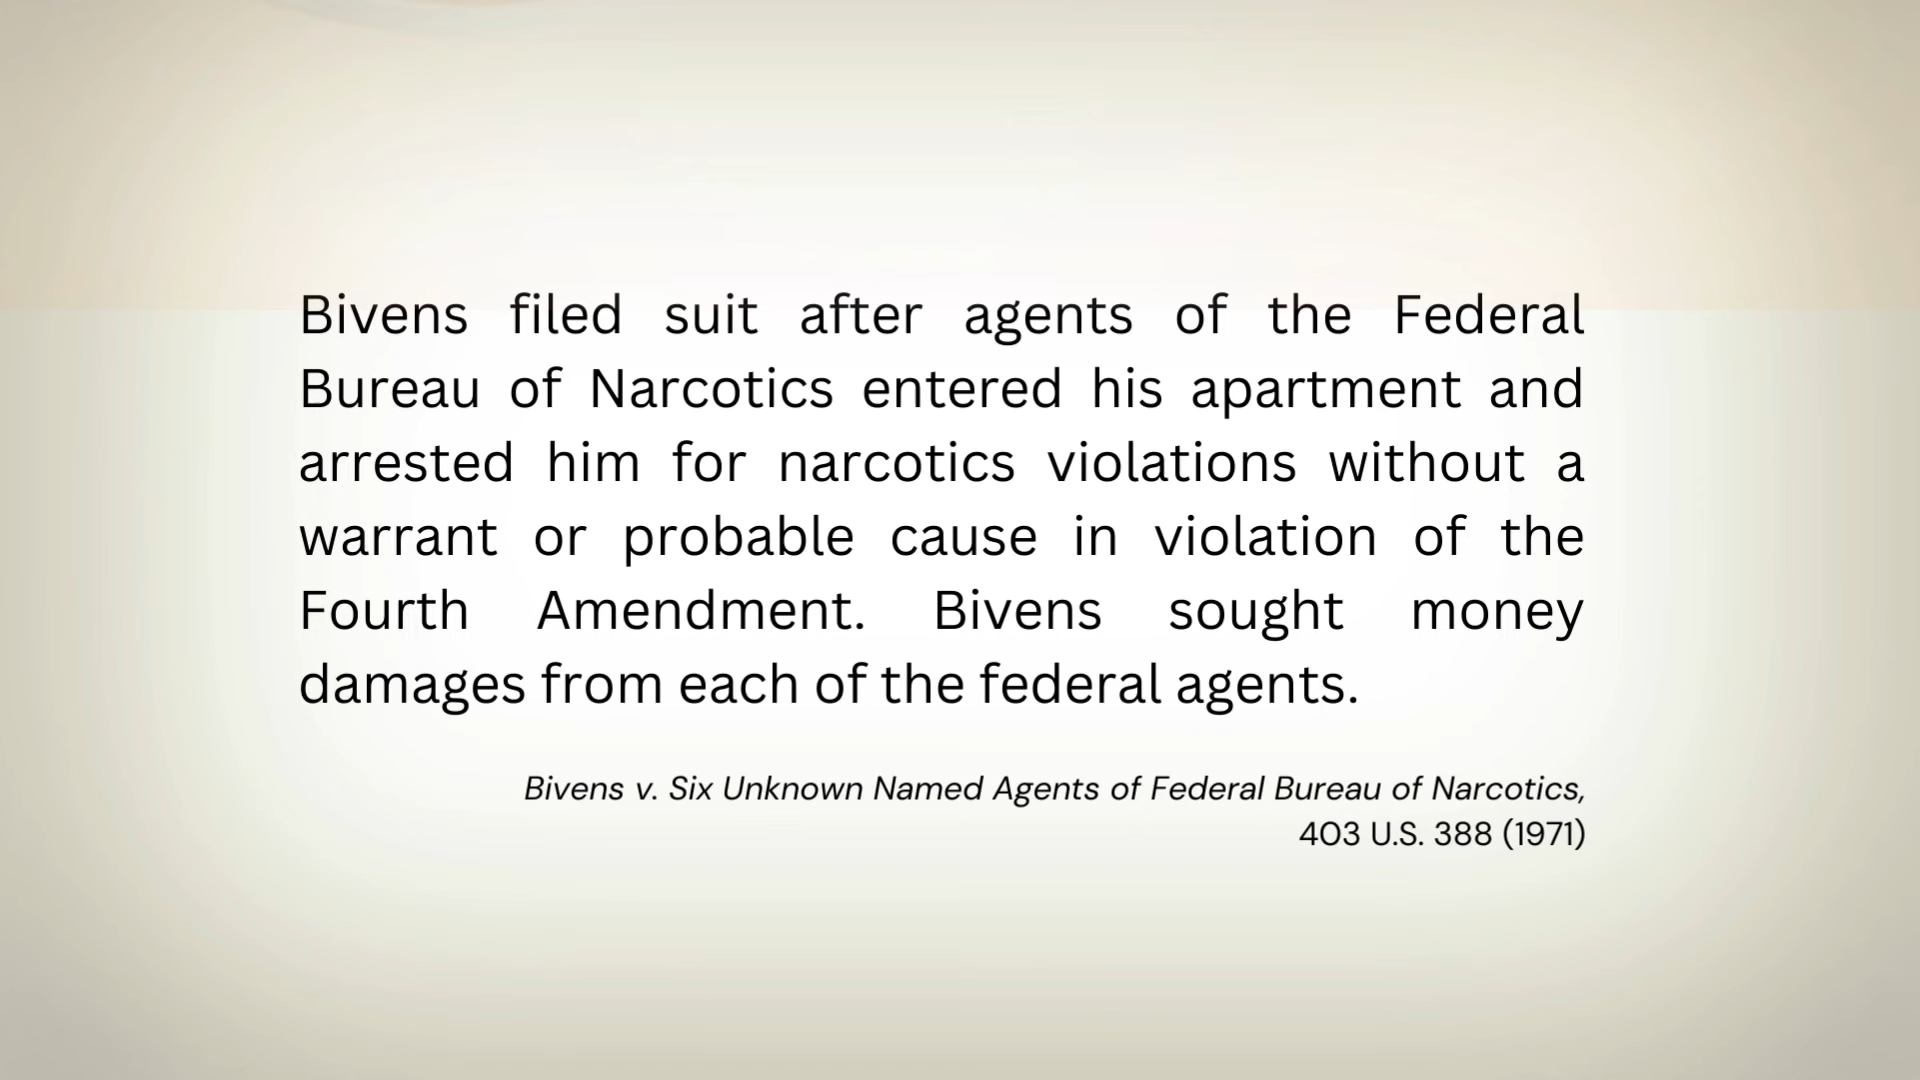 Bivens filed suit after agents of the Federal
Bureau of Narcotics entered his apartment and
arrested him for narcotics violations without a
warrant or probable cause in violation of the
Fourth Amendment. Bivens sought money
damages from each of the federal agents.
Bivens v. Six Unknown Named Agents of Federal Bureau of Narcotics,
403 U.S. 388 (1971)